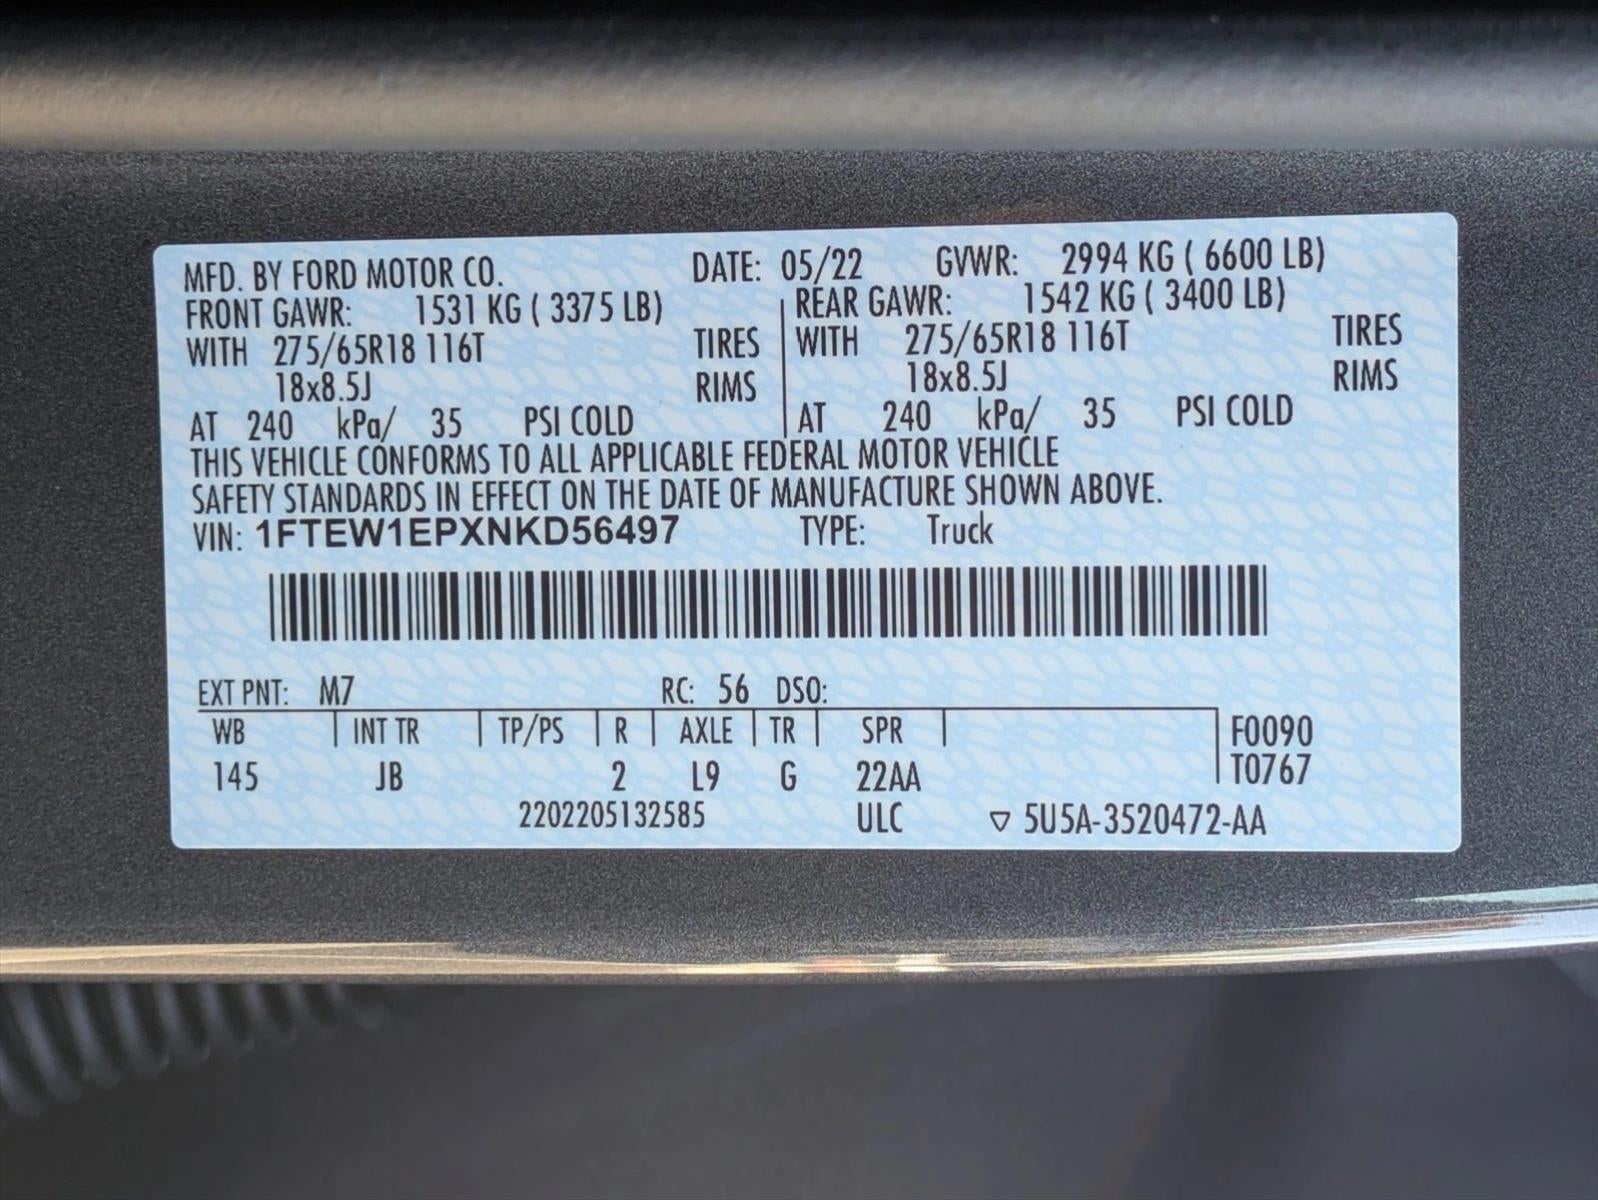 MFD. BY FORD MOTOR CO. DATE: 05/22 GVWR: 2994 KG ( 6600 LB)
FRONT GAWR: 1531 KG ( 3375 LB) REAR GAWR: 1542 KG ( 3400 LB)
WITH 275/65R18 116T TIRES WITH 275/65R18 116T TIRES
18x8.5J RIMS 18x8.5J RIMS
AT 240 kPa/ 35 PSI COLD AT 240 kPa/ 35 PSI COLD
THIS VEHICLE CONFORMS TO ALL APPLICABLE FEDERAL MOTOR VEHICLE
SAFETY STANDARDS IN EFFECT ON THE DATE OF MANUFACTURE SHOWN ABOVE.
VIN: 1FTEW1EPXNKD56497 TYPE: Truck
EXT PNT: M7 RC: 56 DSO:
WB INT TR TP/PS R AXLE TR SPR F0090
145 JB 2 L9 G 22AA T0767
2202205132585 ULC ▽ 5U5A-3520472-AA